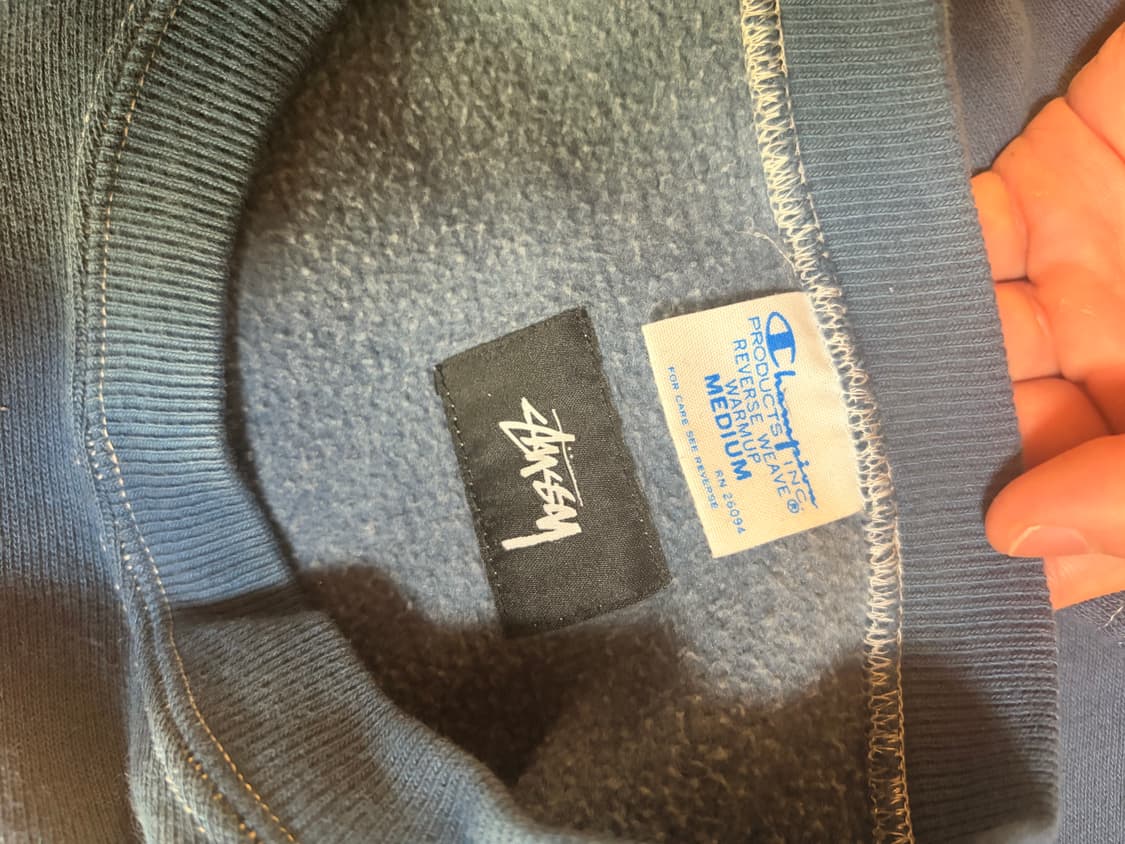 Champion
PRODUCTS INC.
REVERSE WEAVE®
WARMUP
MEDIUM
RN 26094
FOR CARE SEE REVERSE
STÜSSY